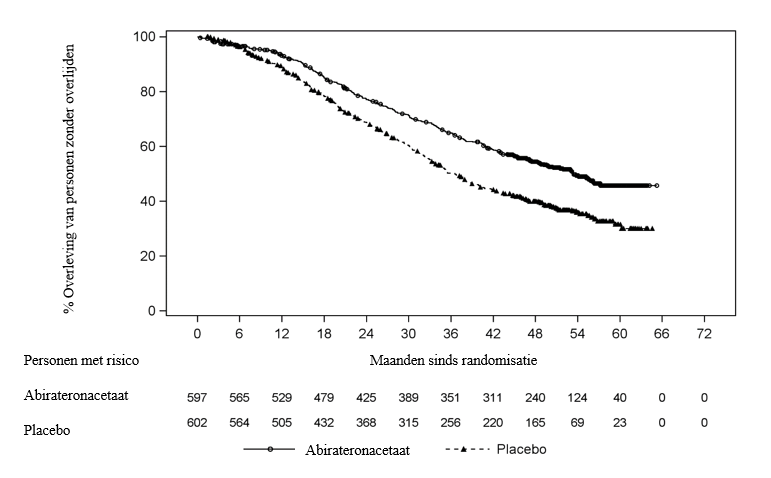 % Overleving van personen zonder overlijden
100
80
60
40
20
0
0 6 12 18 24 30 36 42 48 54 60 66 72
Personen met risico Maanden sinds randomisatie
Abirateronacetaat 597 565 529 479 425 389 351 311 240 124 40 0 0
Placebo 602 564 505 432 368 315 256 220 165 69 23 0 0
Abirateronacetaat Placebo